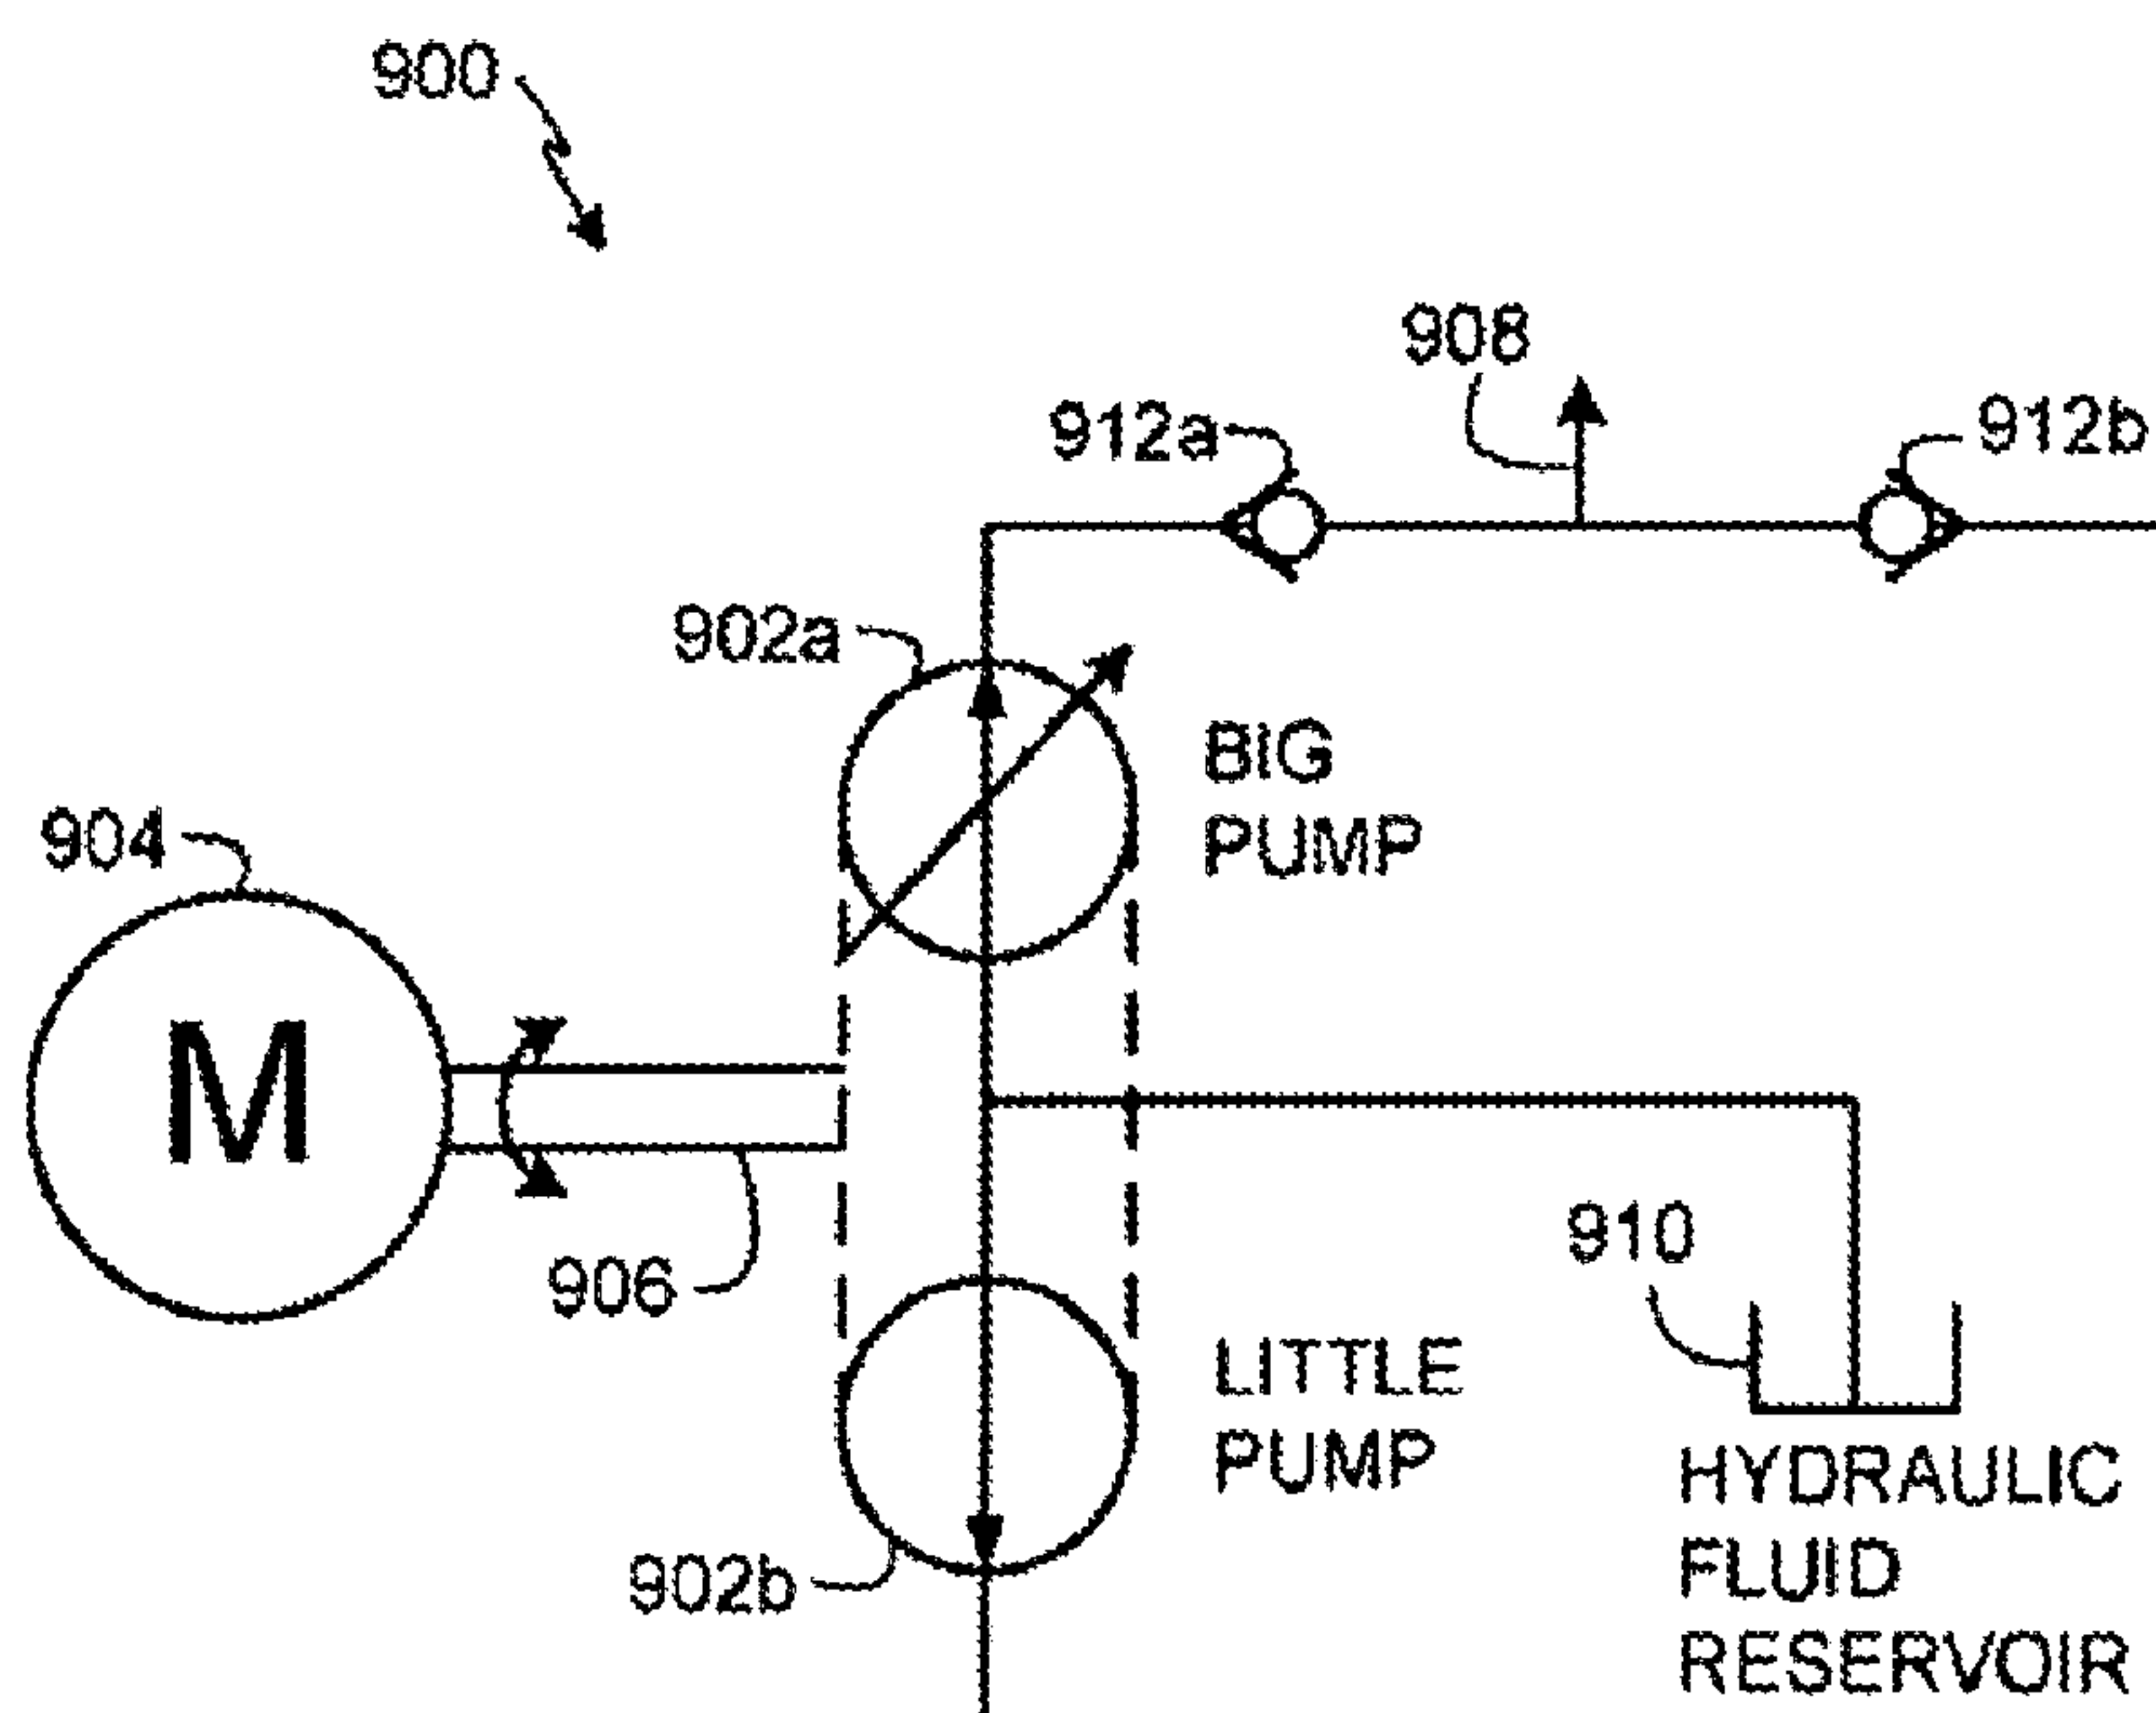 900
908
912a
912b
902a
BIG
PUMP
904
M
910
906
LITTLE
PUMP
HYDRAULIC
FLUID
RESERVOIR
902b